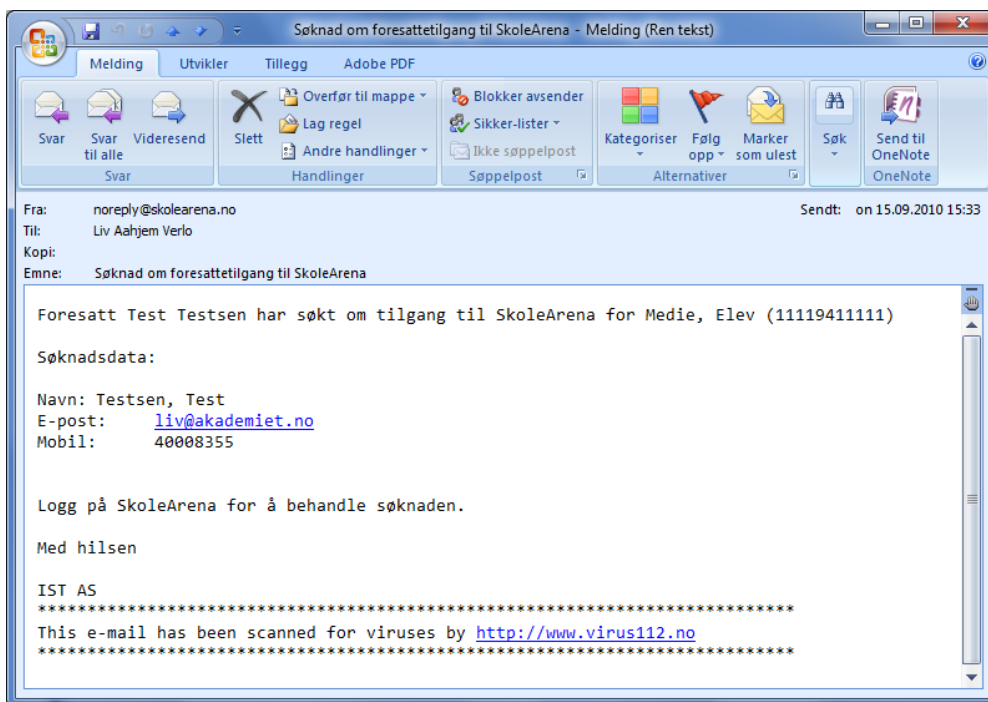 Søknad om foresattetilgang til SkoleArena - Melding (Ren tekst)
Melding Utvikler Tillegg Adobe PDF
Svar Svar til alle Videresend
Svar
Slett Overfør til mappe
Lag regel
Andre handlinger
Handlinger
Blokker avsender
Sikker-lister
Ikke søppelpost
Søppelpost
Kategoriser Følg opp Marker som ulest
Alternativer
Søk
Send til OneNote
OneNote
Fra: noreply@skolearena.no Sendt: on 15.09.2010 15:33
Til: Liv Aahjem Verlo
Kopi:
Emne: Søknad om foresattetilgang til SkoleArena
Foresatt Test Testsen har søkt om tilgang til SkoleArena for Medie, Elev (11119411111)
Søknadsdata:
Navn: Testsen, Test
E-post: liv@akademiet.no
Mobil: 40008355
Logg på SkoleArena for å behandle søknaden.
Med hilsen
IST AS
****************************************************************************
This e-mail has been scanned for viruses by http://www.virus112.no
****************************************************************************